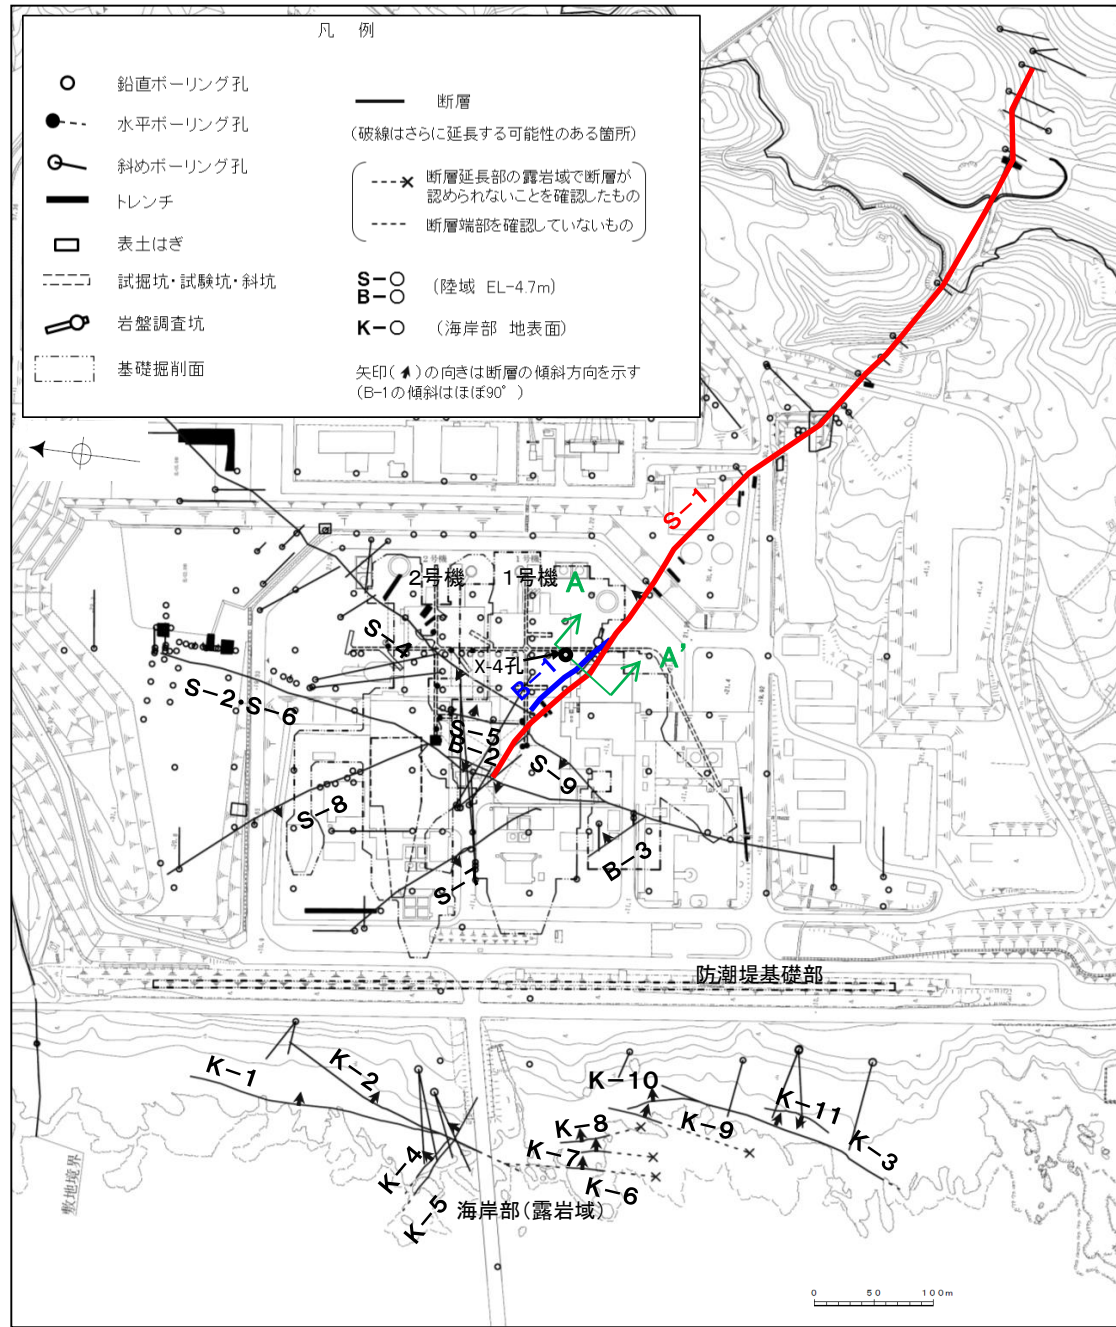 凡 例
鉛直ボーリング孔
水平ボーリング孔
斜めボーリング孔
トレンチ
表土はぎ
試掘坑・試験坑・斜坑
岩盤調査坑
基礎掘削面
断層
(破線はさらに延長する可能性のある箇所)
断層延長部の露岩域で断層が
認められないことを確認したもの
断層端部を確認していないもの
S-○
B-○
(陸域 EL-4.7m)
K-○
(海岸部 地表面)
矢印( )の向きは断層の傾斜方向を示す
(B-1の傾斜はほぼ90°)
S-1
2号機
1号機
2号機
1号機
A
A'
X-4孔
B-1
S-4
S-2・S-6
S-5
B-2
S-9
S-8
S-7
B-3
防潮堤基礎部
K-1
K-2
K-10
K-11
K-8
K-9
K-7
K-3
K-4
K-6
K-5
海岸部(露岩域)
敷地境界
0 50 100m